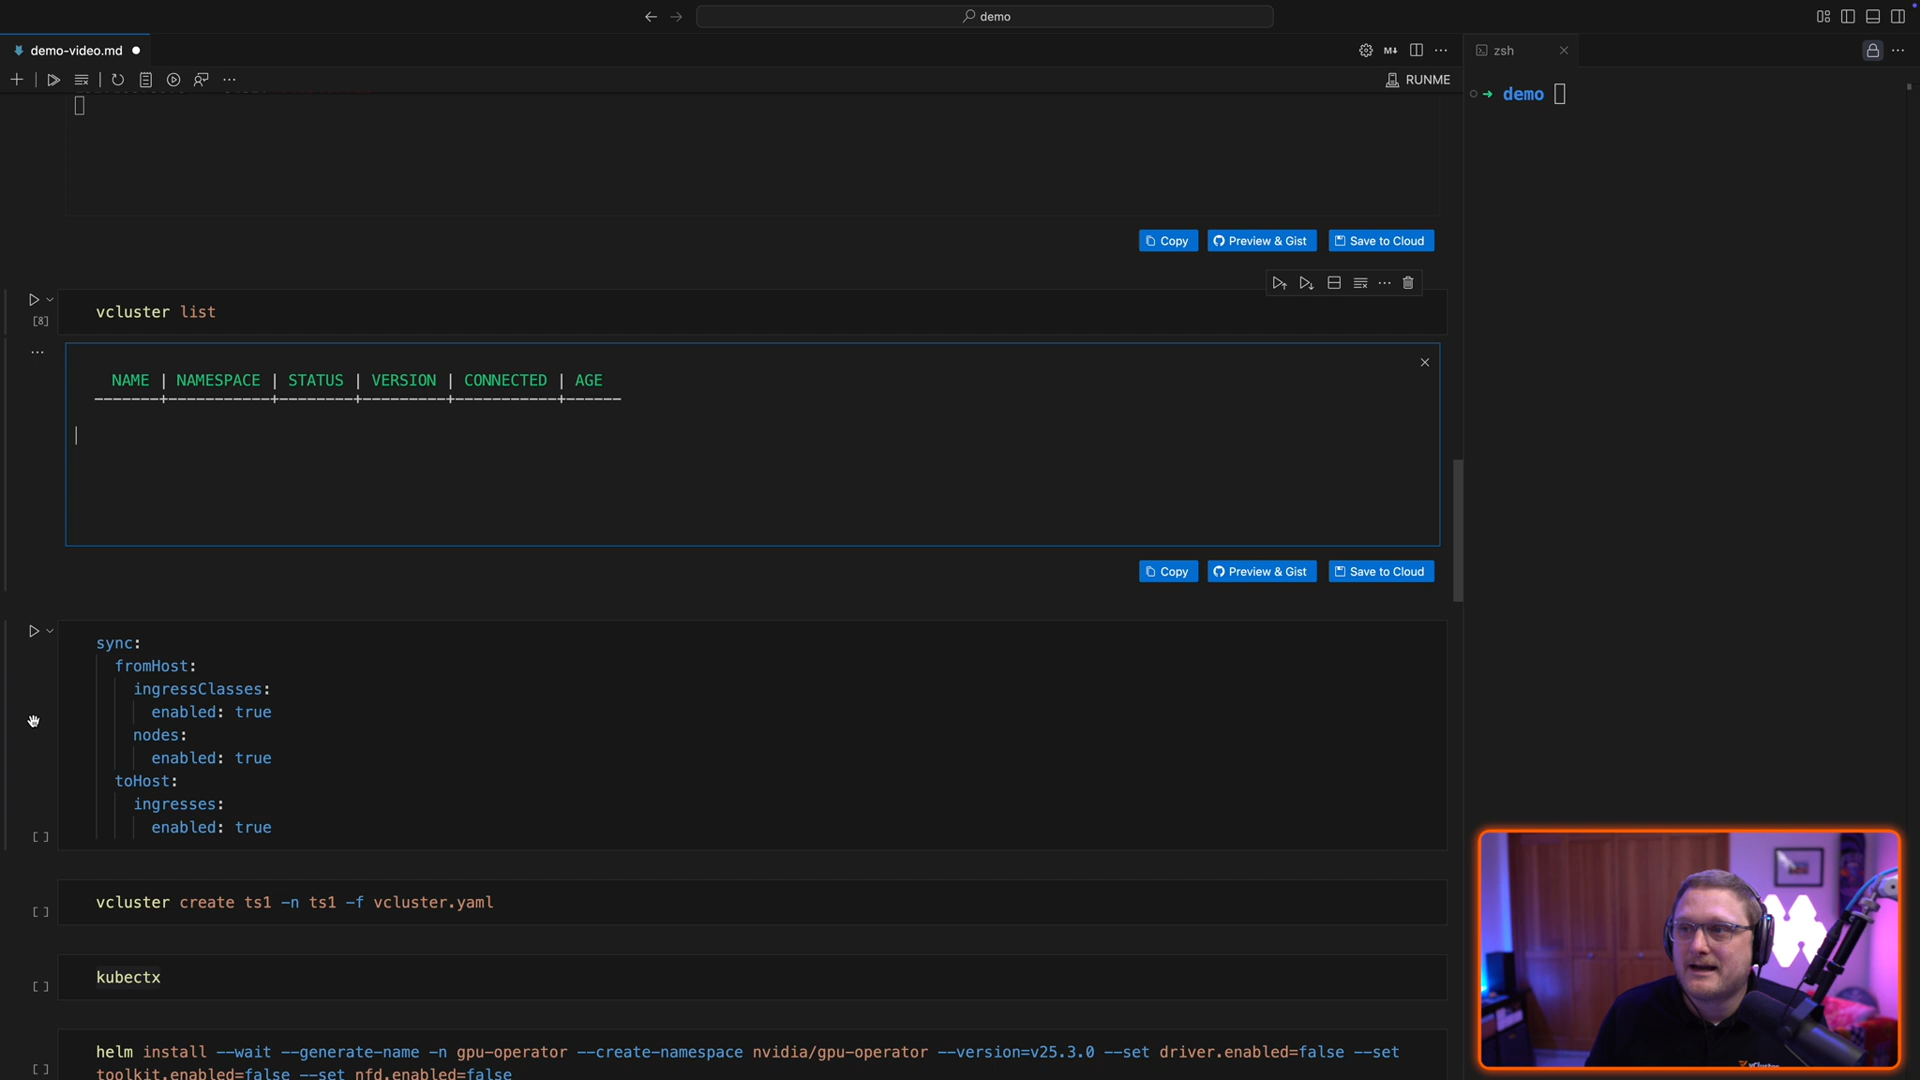 demo
demo-video.md
zsh
RUNME
demo
Copy
Preview & Gist
Save to Cloud
vcluster list
[8]
NAME | NAMESPACE | STATUS | VERSION | CONNECTED | AGE
-------+-----------+--------+---------+-----------+------
Copy
Preview & Gist
Save to Cloud
sync:
fromHost:
ingressClasses:
enabled: true
nodes:
enabled: true
toHost:
ingresses:
enabled: true
[ ]
vcluster create ts1 -n ts1 -f vcluster.yaml
[ ]
kubectx
[ ]
helm install --wait --generate-name -n gpu-operator --create-namespace nvidia/gpu-operator --version=v25.3.0 --set driver.enabled=false --set
toolkit.enabled=false --set nfd.enabled=false
[ ]
vCluster